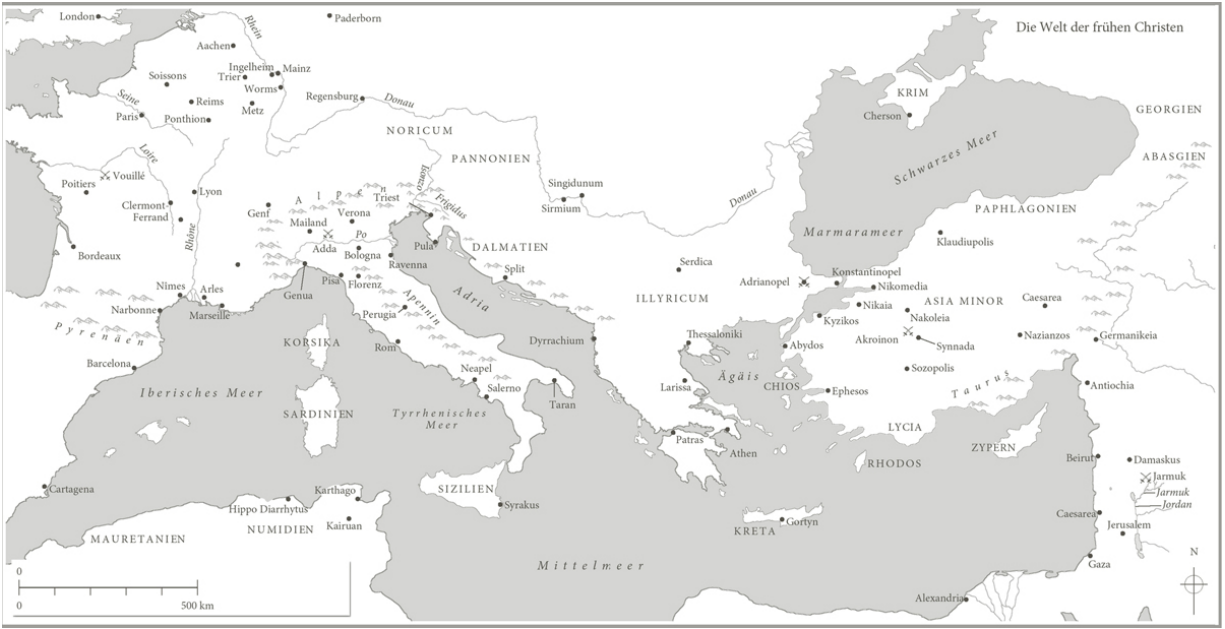 Die Welt der frühen Christen
London
Paderborn
Rhein
Aachen
Ingelheim
Mainz
Soissons
Trier
Worms
Reims
Metz
Seine
Paris
Ponthion
Regensburg
Donau
NORICUM
PANNONIEN
KRIM
Cherson
Schwarzes Meer
GEORGIEN
ABASGIEN
Loire
Vouillé
Poitiers
Lyon
Clermont-
Ferrand
Genf
Alpen
Isonzo
Triest
Frigidus
Verona
Mailand
Adda
Po
Bologna
Ravenna
Pula
DALMATIEN
Singidunum
Sirmium
Donau
PAPHLAGONIEN
Marmarameer
Klaudiupolis
Rhône
Bordeaux
Nîmes
Arles
Narbonne
Marseille
Genua
Pisa
Florenz
Split
Adria
Apennin
Perugia
Serdica
ILLYRICUM
Adrianopel
Konstantinopel
Nikomedia
Nikaia
ASIA MINOR
Caesarea
Kyzikos
Nakoleia
Akroinon
Synnada
Nazianzos
Germanikeia
Pyrenäen
Barcelona
KORSIKA
Rom
Dyrrachium
Thessaloniki
Abydos
Iberisches Meer
SARDINIEN
Neapel
Salerno
Tyrrhenisches
Meer
Taran
Larissa
Ägäis
CHIOS
Ephesos
Sozopolis
Taurus
Antiochia
LYCIA
Patras
Athen
RHODOS
ZYPERN
Beirut
Damaskus
Jarmuk
Jarmuk
Jordan
Cartagena
Karthago
Hippo Diarrhytus
SIZILIEN
Syrakus
Kairuan
NUMIDIEN
MAURETANIEN
KRETA
Gortyn
Caesarea
Jerusalem
Gaza
Mittelmeer
Alexandria
N
0
0
500 km